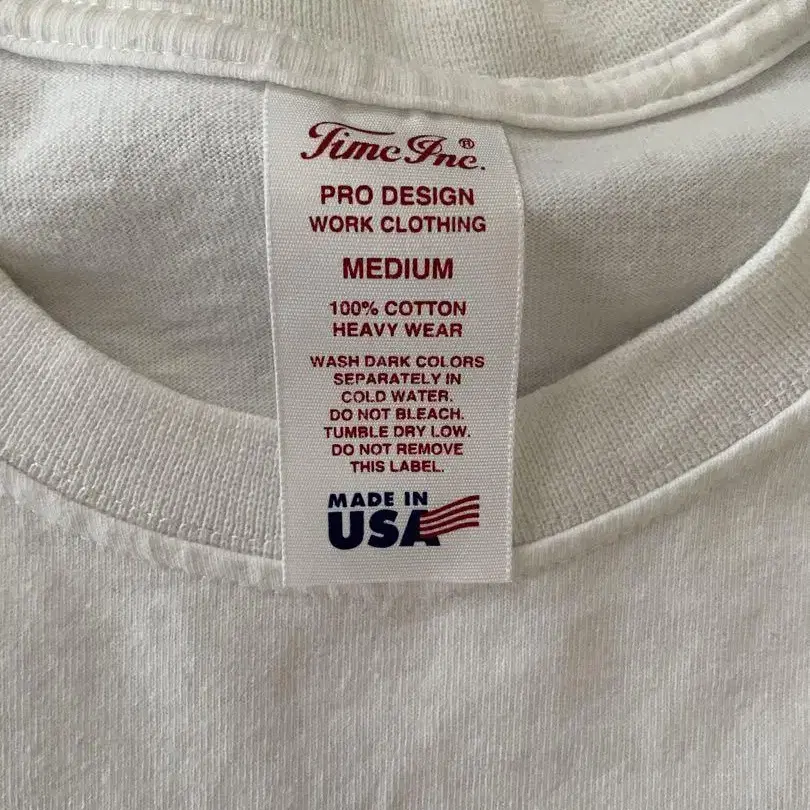 Time Inc.®
PRO DESIGN
WORK CLOTHING
MEDIUM
100% COTTON
HEAVY WEAR
WASH DARK COLORS
SEPARATELY IN
COLD WATER.
DO NOT BLEACH.
TUMBLE DRY LOW.
DO NOT REMOVE
THIS LABEL.
MADE IN
USA